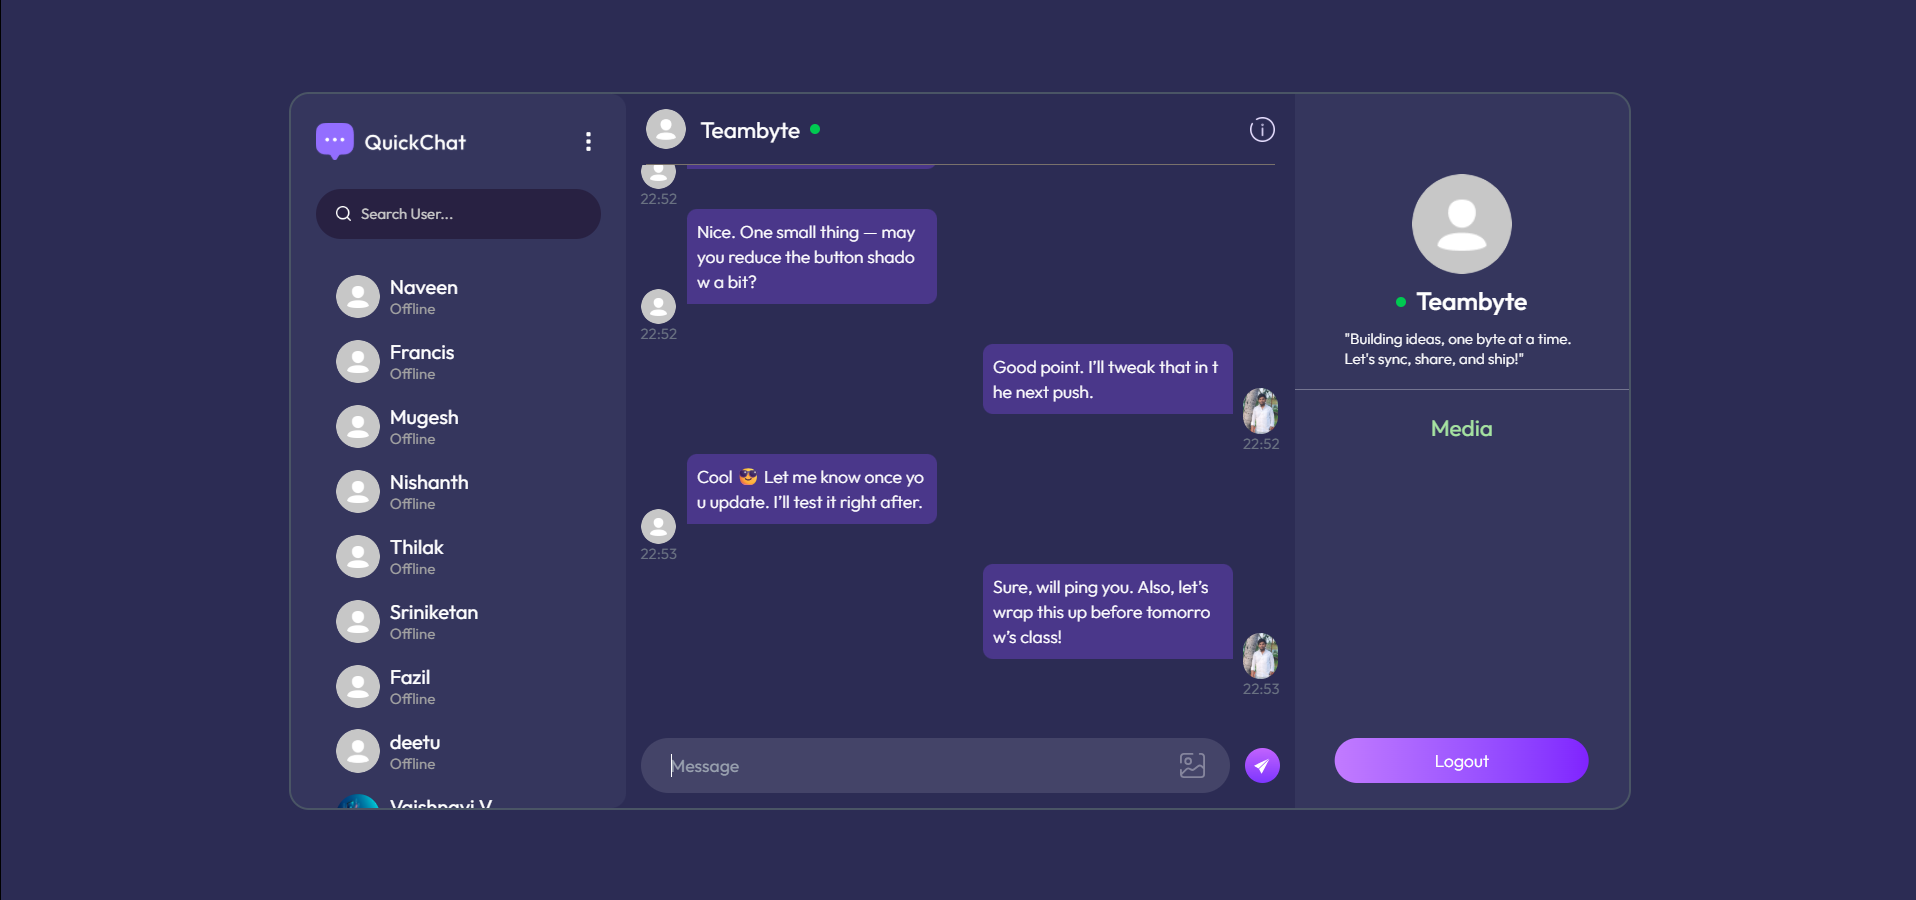 QuickChat
Search User...
Naveen
Offline
Francis
Offline
Mugesh
Offline
Nishanth
Offline
Thilak
Offline
Sriniketan
Offline
Fazil
Offline
deetu
Offline
Vaishnavi V
Teambyte
22:52
Nice. One small thing — may
you reduce the button shado
w a bit?
22:52
Good point. I’ll tweak that in t
he next push.
22:52
Cool 😎 Let me know once yo
u update. I’ll test it right after.
22:53
Sure, will ping you. Also, let’s
wrap this up before tomorro
w’s class!
22:53
Message
Teambyte
"Building ideas, one byte at a time.
Let's sync, share, and ship!"
Media
Logout